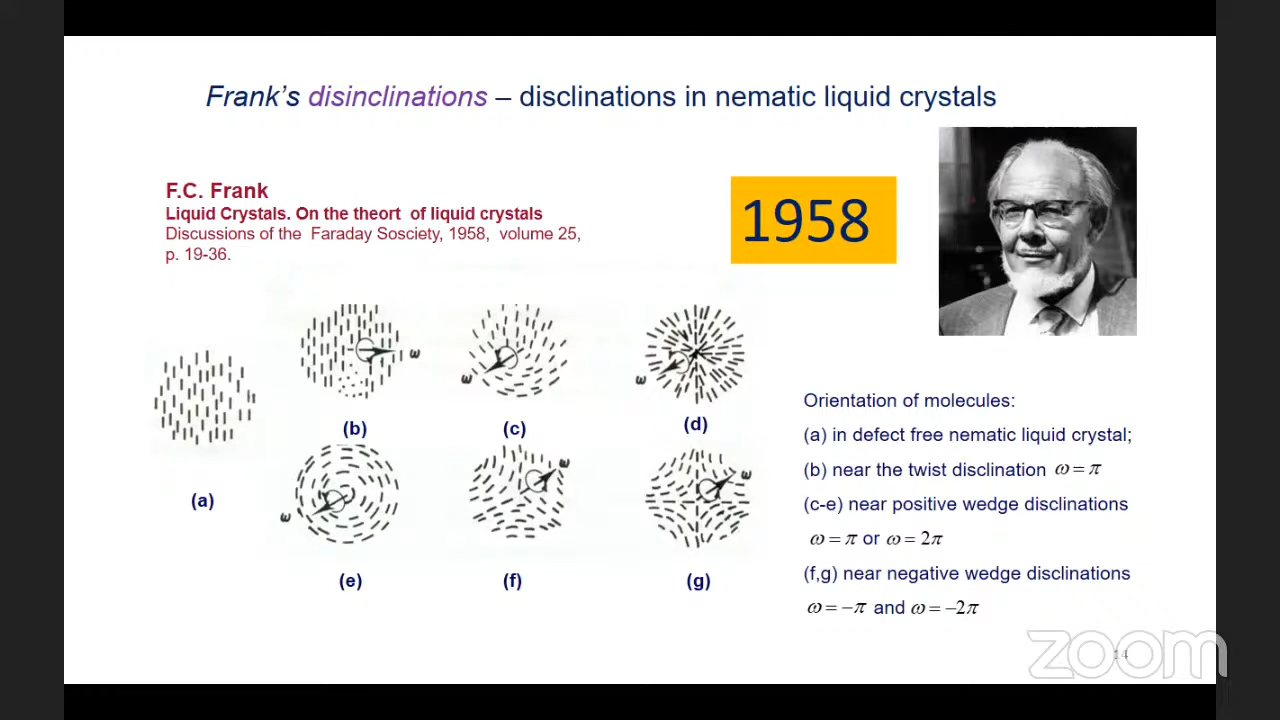 Frank's disinclinations – disclinations in nematic liquid crystals
F.C. Frank
Liquid Crystals. On the theort of liquid crystals
Discussions of the Faraday Sosciety, 1958, volume 25,
p. 19-36.
1958
ω
ω
ω
(a)
(b)
(c)
(d)
ω
ω
ω
(e)
(f)
(g)
Orientation of molecules:
(a) in defect free nematic liquid crystal;
(b) near the twist disclination ω = π
(c-e) near positive wedge disclinations
ω = π or ω = 2π
(f,g) near negative wedge disclinations
ω = −π and ω = −2π
zoom
14